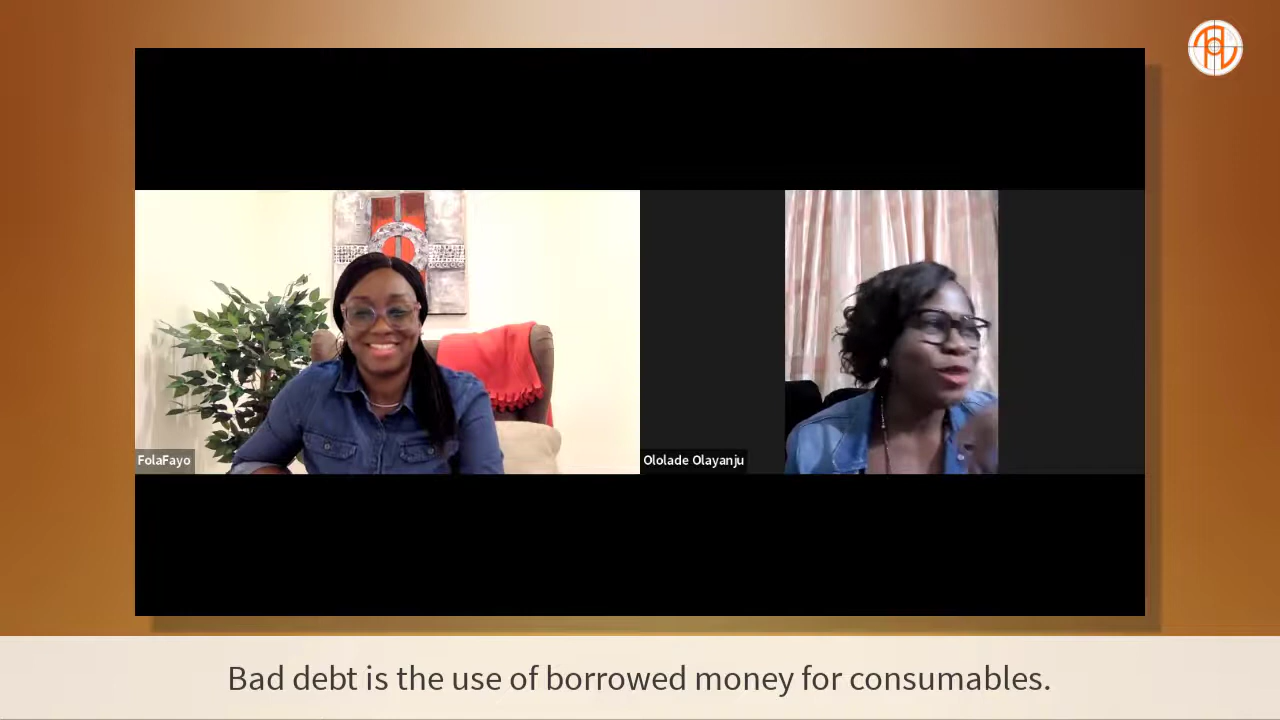 FolaFayo
Ololade Olayanju
Bad debt is the use of borrowed money for consumables.